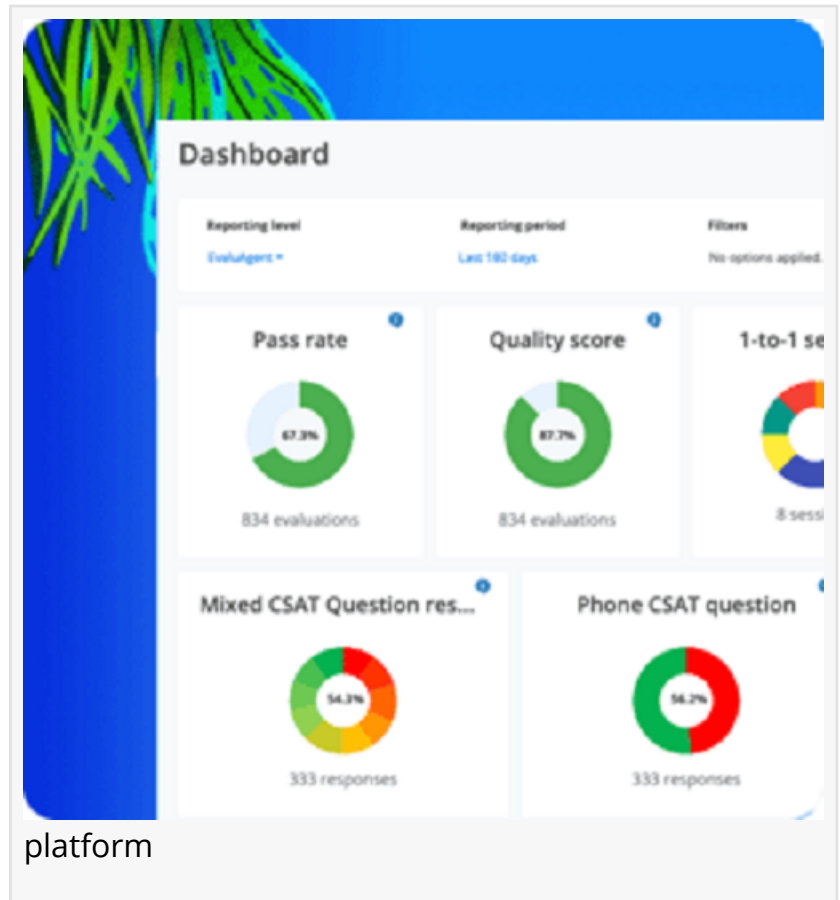 Dashboard
Reporting level Reporting period Filters
EvaluAgent Last 180 days No options applied.
Pass rate Quality score 1-to-1 se
67.3% 87.7%
834 evaluations 834 evaluations 8 sessi
Mixed CSAT Question res... Phone CSAT question
54.3% 56.2%
333 responses 333 responses
platform